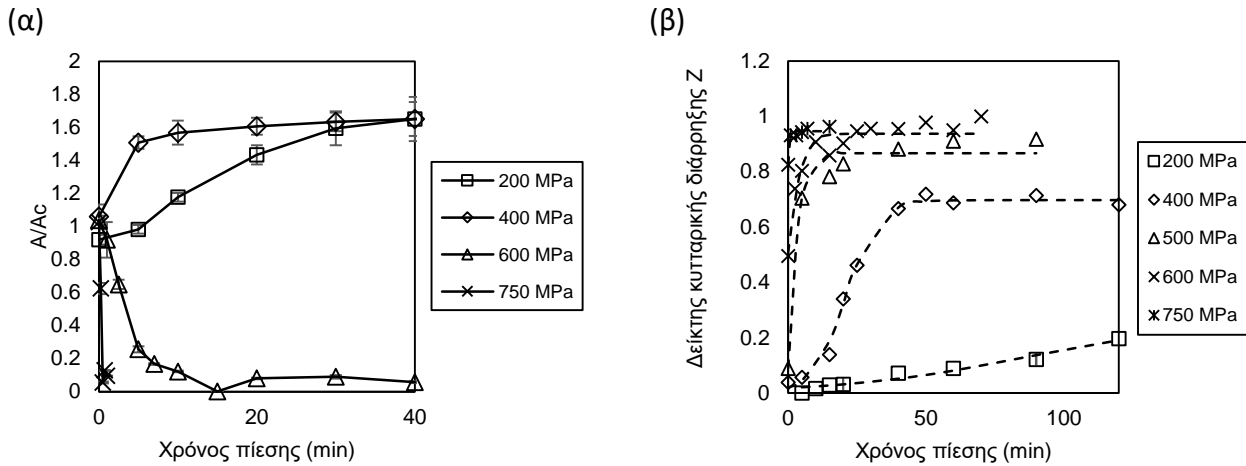 (α)
2
1.8
1.6
1.4
1.2
1
0.8
0.6
0.4
0.2
0
A/Ac
0 10 20 30 40
Χρόνος πίεσης (min)
200 MPa
400 MPa
600 MPa
750 MPa
(β)
1.2
1
0.8
0.6
0.4
0.2
0
Δείκτης κυτταρικής διάρρηξης Ζ
0 50 100
Χρόνος πίεσης (min)
200 MPa
400 MPa
500 MPa
600 MPa
750 MPa